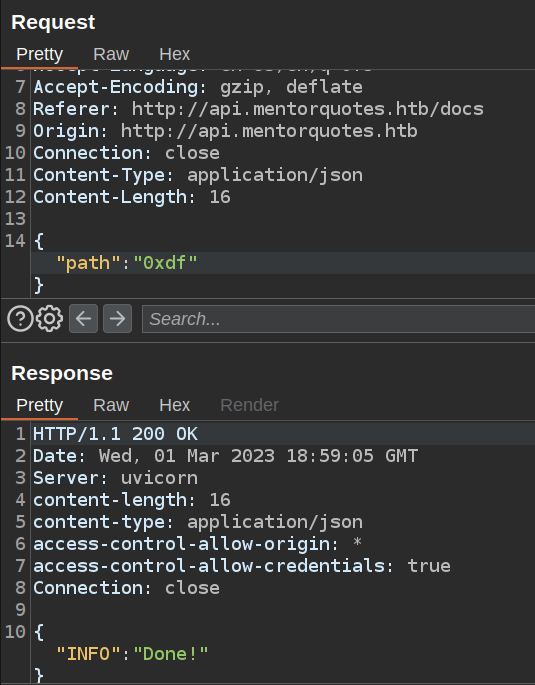 Request
Pretty Raw Hex
7 Accept-Encoding: gzip, deflate
8 Referer: http://api.mentorquotes.htb/docs
9 Origin: http://api.mentorquotes.htb
10 Connection: close
11 Content-Type: application/json
12 Content-Length: 16
13
14 {
"path":"0xdf"
}
Search...
Response
Pretty Raw Hex Render
1 HTTP/1.1 200 OK
2 Date: Wed, 01 Mar 2023 18:59:05 GMT
3 Server: uvicorn
4 content-length: 16
5 content-type: application/json
6 access-control-allow-origin: *
7 access-control-allow-credentials: true
8 Connection: close
9
10 {
"INFO":"Done!"
}